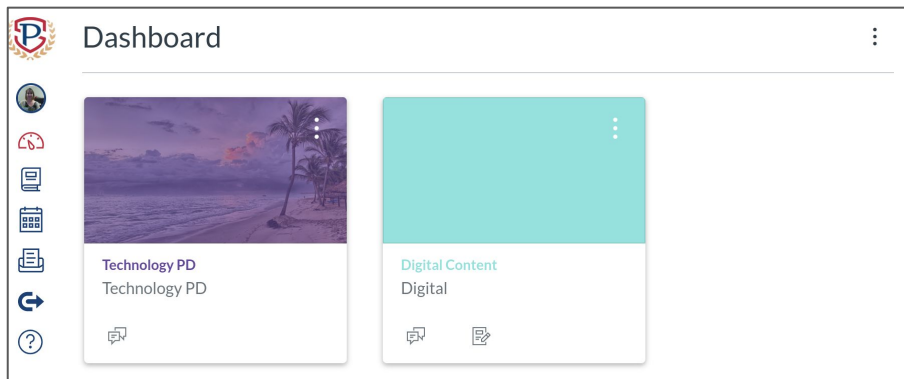 P
Dashboard
Technology PD
Technology PD
Digital Content
Digital
?